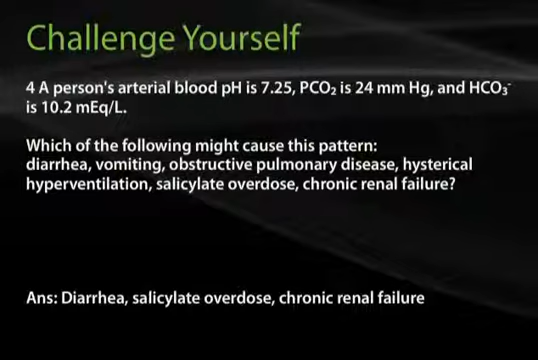 Challenge Yourself
4 A person's arterial blood pH is 7.25, PCO₂ is 24 mm Hg, and HCO₃⁻
is 10.2 mEq/L.
Which of the following might cause this pattern:
diarrhea, vomiting, obstructive pulmonary disease, hysterical
hyperventilation, salicylate overdose, chronic renal failure?
Ans: Diarrhea, salicylate overdose, chronic renal failure